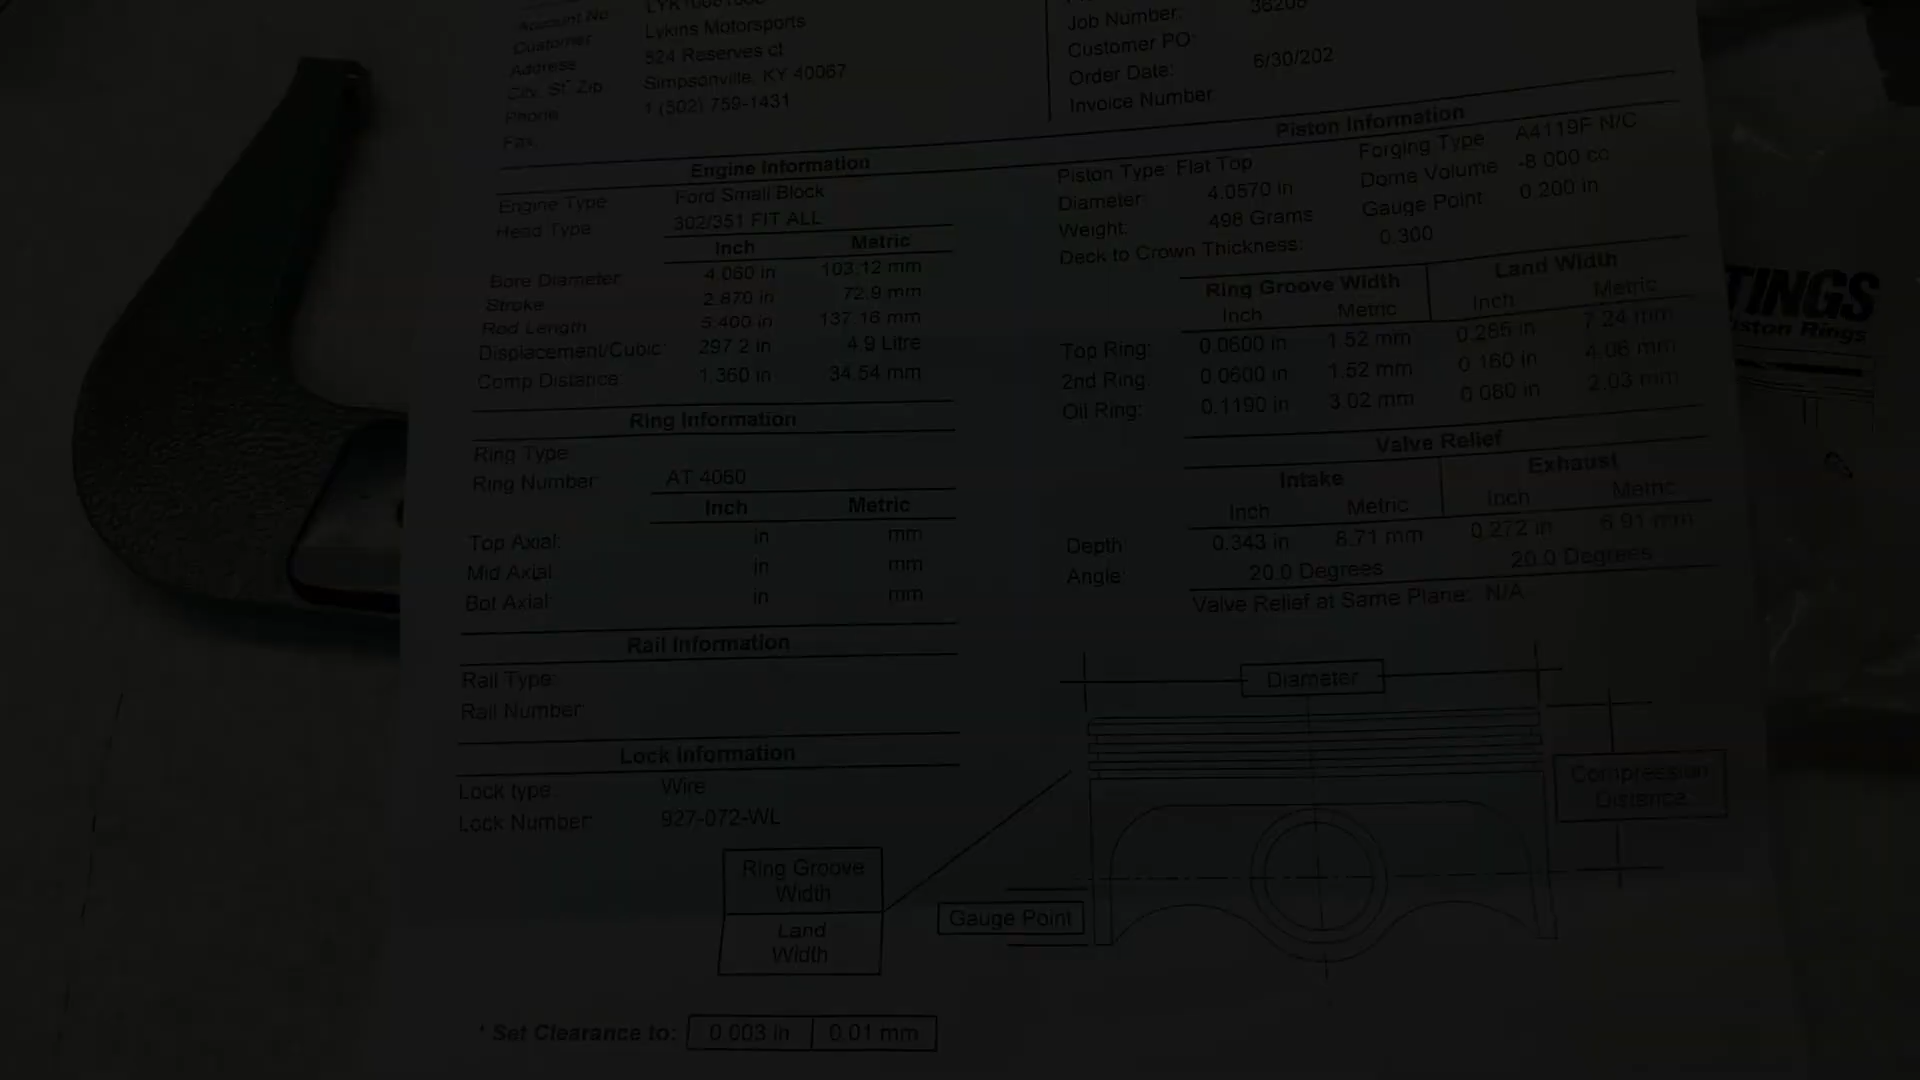 Account No
Customer Lykins Motorsports
Address 524 Reserves ct
City, St Zip Simpsonville, KY 40067
Phone 1 (502) 759-1431
Fax
Job Number: 36208
Customer PO:
Order Date: 6/30/202
Invoice Number
Engine Information
Engine Type Ford Small Block
Head Type 302/351 FIT ALL
Inch Metric
Bore Diameter: 4.060 in 103.12 mm
Stroke 2.870 in 72.9 mm
Rod Length 5.400 in 137.16 mm
Displacement/Cubic: 297.2 in 4.9 Litre
Comp Distance: 1.360 in 34.54 mm
Ring Information
Ring Type:
Ring Number AT 4060
Inch Metric
Top Axial: in mm
Mid Axial: in mm
Bot Axial: in mm
Rail Information
Rail Type:
Rail Number:
Lock Information
Lock type: Wire
Lock Number: 927-072-WL
Piston Information
Piston Type: Flat Top Forging Type A4119F N/C
Diameter: 4.0570 in Dome Volume -8.000 cc
Weight: 498 Grams Gauge Point 0.200 in
Deck to Crown Thickness: 0.300
Ring Groove Width Land Width
Inch Metric Inch Metric
Top Ring: 0.0600 in 1.52 mm 0.285 in 7.24 mm
2nd Ring: 0.0600 in 1.52 mm 0.160 in 4.06 mm
Oil Ring: 0.1190 in 3.02 mm 0.080 in 2.03 mm
Valve Relief
Intake Exhaust
Inch Metric Inch Metric
Depth 0.343 in 8.71 mm 0.272 in 6.91 mm
Angle: 20.0 Degrees 20.0 Degrees
Valve Relief at Same Plane: N/A
Diameter
Compression
Distance
Ring Groove
Width
Land
Width
Gauge Point
* Set Clearance to: 0.003 in 0.01 mm
TINGS
ston Rings